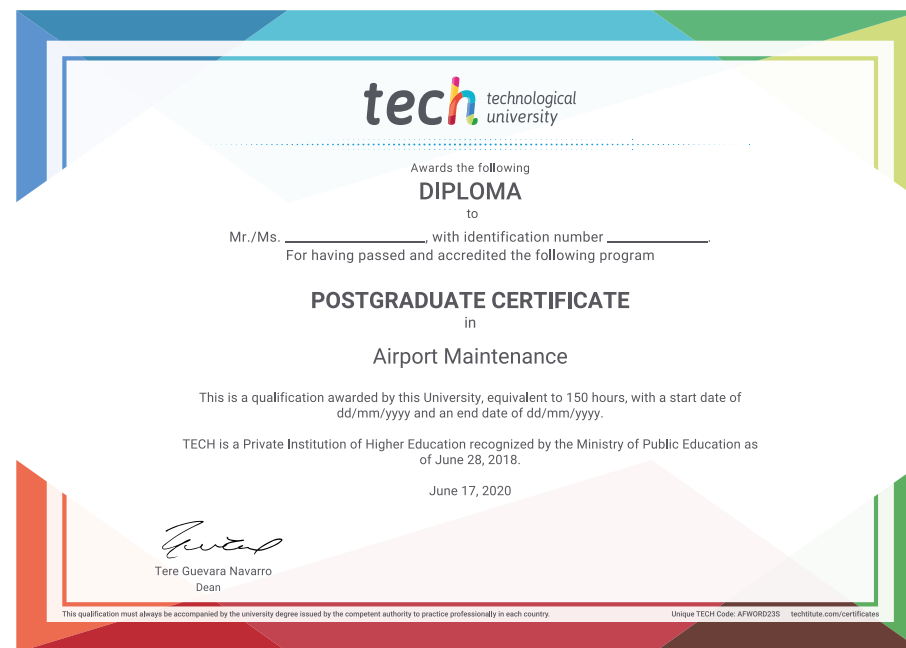 tech technological
university
Awards the following
DIPLOMA
to
Mr./Ms. ____________________, with identification number ______________.
For having passed and accredited the following program
POSTGRADUATE CERTIFICATE
in
Airport Maintenance
This is a qualification awarded by this University, equivalent to 150 hours, with a start date of
dd/mm/yyyy and an end date of dd/mm/yyyy.
TECH is a Private Institution of Higher Education recognized by the Ministry of Public Education as
of June 28, 2018.
June 17, 2020
Tere Guevara Navarro
Dean
This qualification must always be accompanied by the university degree issued by the competent authority to practice professionally in each country. Unique TECH Code: AFWORD23S techtitute.com/certificates